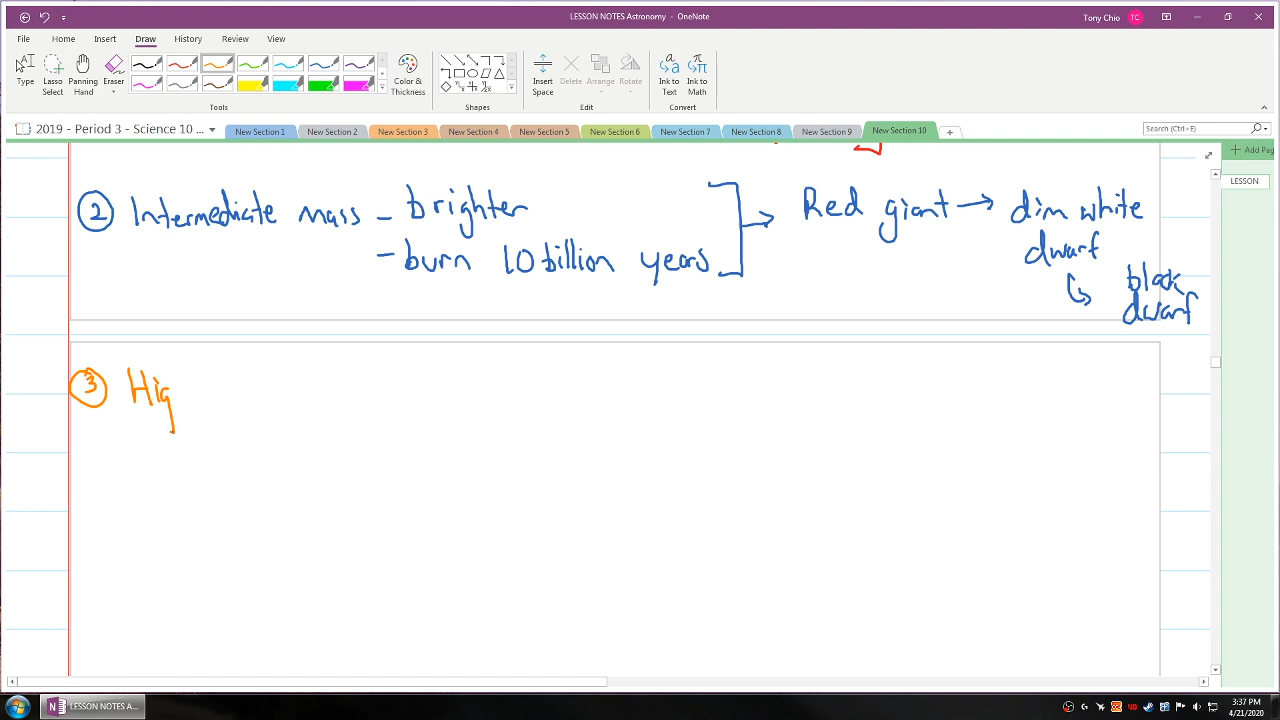 LESSON NOTES Astronomy - OneNote
Tony Chio TC
File Home Insert Draw History Review View
Type Lasso Select Panning Hand Eraser Color & Thickness Insert Space Delete Arrange Rotate Ink to Text Ink to Math
Tools Shapes Edit Convert
2019 - Period 3 - Science 10 ... New Section 1 New Section 2 New Section 3 New Section 4 New Section 5 New Section 6 New Section 7 New Section 8 New Section 9 New Section 10 Search (Ctrl+E)
Add Pag
LESSON
② Intermediate mass - brighter
- burn 10 billion years
Red giant → dim white
dwarf
black
dwarf
③ Hig
LESSON NOTES A...
3:37 PM
4/21/2020